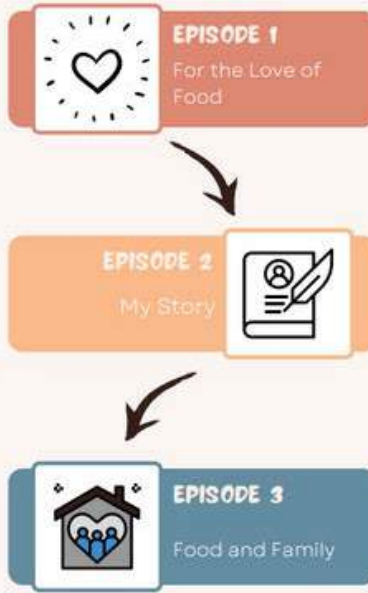 EPISODE 1
For the Love of
Food
EPISODE 2
My Story
EPISODE 3
Food and Family